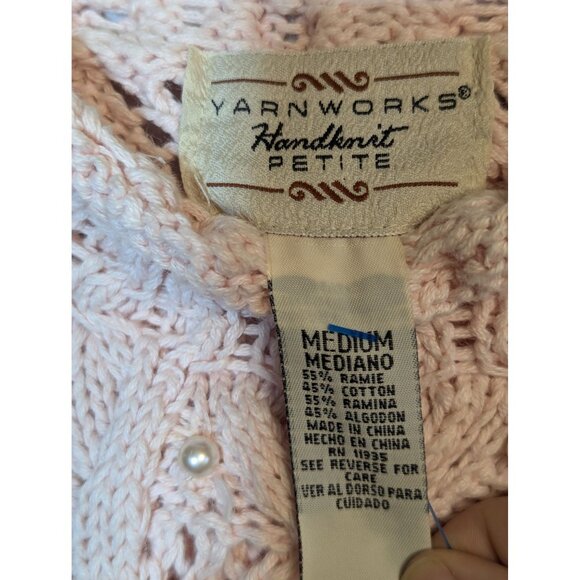 YARNWORKS®
Handknit
PETITE
MEDIUM
MEDIANO
55% RAMIE
45% COTTON
55% RAMINA
45% ALGODON
MADE IN CHINA
HECHO EN CHINA
RN 11935
SEE REVERSE FOR
CARE
VER AL DORSO PARA
CUIDADO